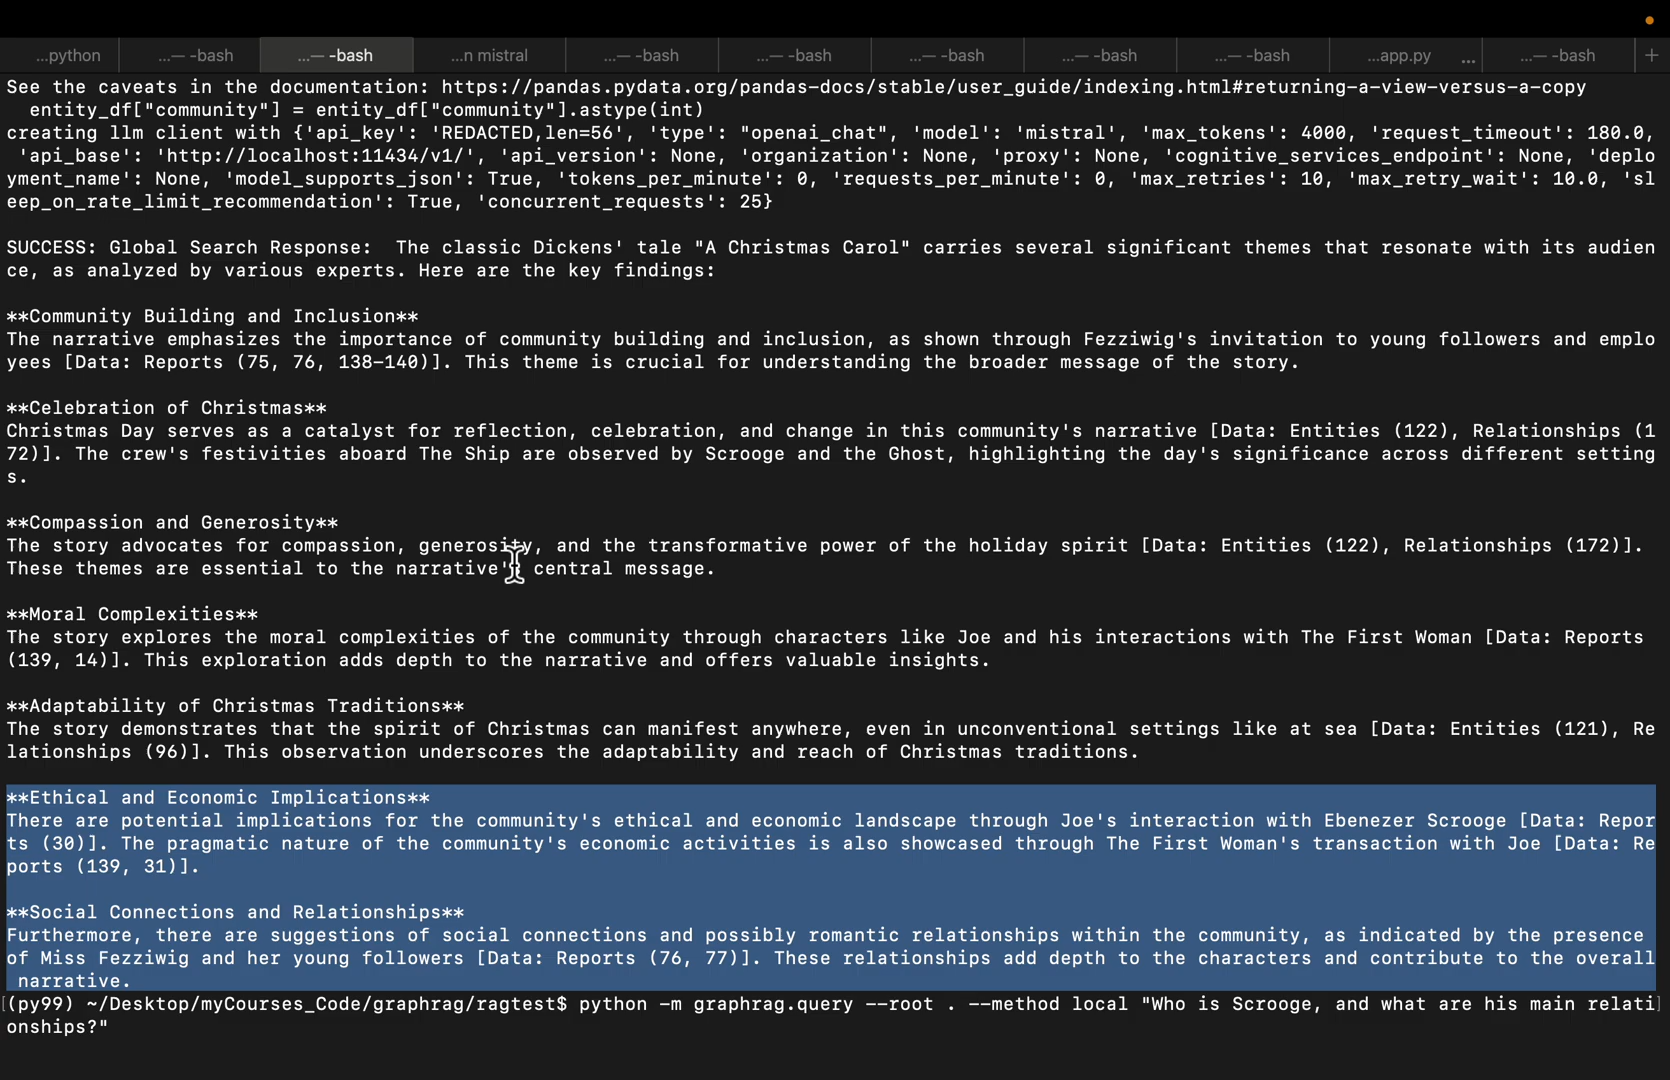 ...python
...— -bash
...— -bash
...n mistral
...— -bash
...— -bash
...— -bash
...— -bash
...— -bash
...app.py ...
...— -bash
+
See the caveats in the documentation: https://pandas.pydata.org/pandas-docs/stable/user_guide/indexing.html#returning-a-view-versus-a-copy
entity_df["community"] = entity_df["community"].astype(int)
creating llm client with {'api_key': 'REDACTED,len=56', 'type': "openai_chat", 'model': 'mistral', 'max_tokens': 4000, 'request_timeout': 180.0,
'api_base': 'http://localhost:11434/v1/', 'api_version': None, 'organization': None, 'proxy': None, 'cognitive_services_endpoint': None, 'deplo
yment_name': None, 'model_supports_json': True, 'tokens_per_minute': 0, 'requests_per_minute': 0, 'max_retries': 10, 'max_retry_wait': 10.0, 'sl
eep_on_rate_limit_recommendation': True, 'concurrent_requests': 25}
SUCCESS: Global Search Response:  The classic Dickens' tale "A Christmas Carol" carries several significant themes that resonate with its audien
ce, as analyzed by various experts. Here are the key findings:
**Community Building and Inclusion**
The narrative emphasizes the importance of community building and inclusion, as shown through Fezziwig's invitation to young followers and emplo
yees [Data: Reports (75, 76, 138-140)]. This theme is crucial for understanding the broader message of the story.
**Celebration of Christmas**
Christmas Day serves as a catalyst for reflection, celebration, and change in this community's narrative [Data: Entities (122), Relationships (1
72)]. The crew's festivities aboard The Ship are observed by Scrooge and the Ghost, highlighting the day's significance across different setting
s.
**Compassion and Generosity**
The story advocates for compassion, generosity, and the transformative power of the holiday spirit [Data: Entities (122), Relationships (172)].
These themes are essential to the narrative's central message.
**Moral Complexities**
The story explores the moral complexities of the community through characters like Joe and his interactions with The First Woman [Data: Reports
(139, 14)]. This exploration adds depth to the narrative and offers valuable insights.
**Adaptability of Christmas Traditions**
The story demonstrates that the spirit of Christmas can manifest anywhere, even in unconventional settings like at sea [Data: Entities (121), Re
lationships (96)]. This observation underscores the adaptability and reach of Christmas traditions.
**Ethical and Economic Implications**
There are potential implications for the community's ethical and economic landscape through Joe's interaction with Ebenezer Scrooge [Data: Repor
ts (30)]. The pragmatic nature of the community's economic activities is also showcased through The First Woman's transaction with Joe [Data: Re
ports (139, 31)].
**Social Connections and Relationships**
Furthermore, there are suggestions of social connections and possibly romantic relationships within the community, as indicated by the presence
of Miss Fezziwig and her young followers [Data: Reports (76, 77)]. These relationships add depth to the characters and contribute to the overall
narrative.
[(py99) ~/Desktop/myCourses_Code/graphrag/ragtest$ python -m graphrag.query --root . --method local "Who is Scrooge, and what are his main relati]
onships?"